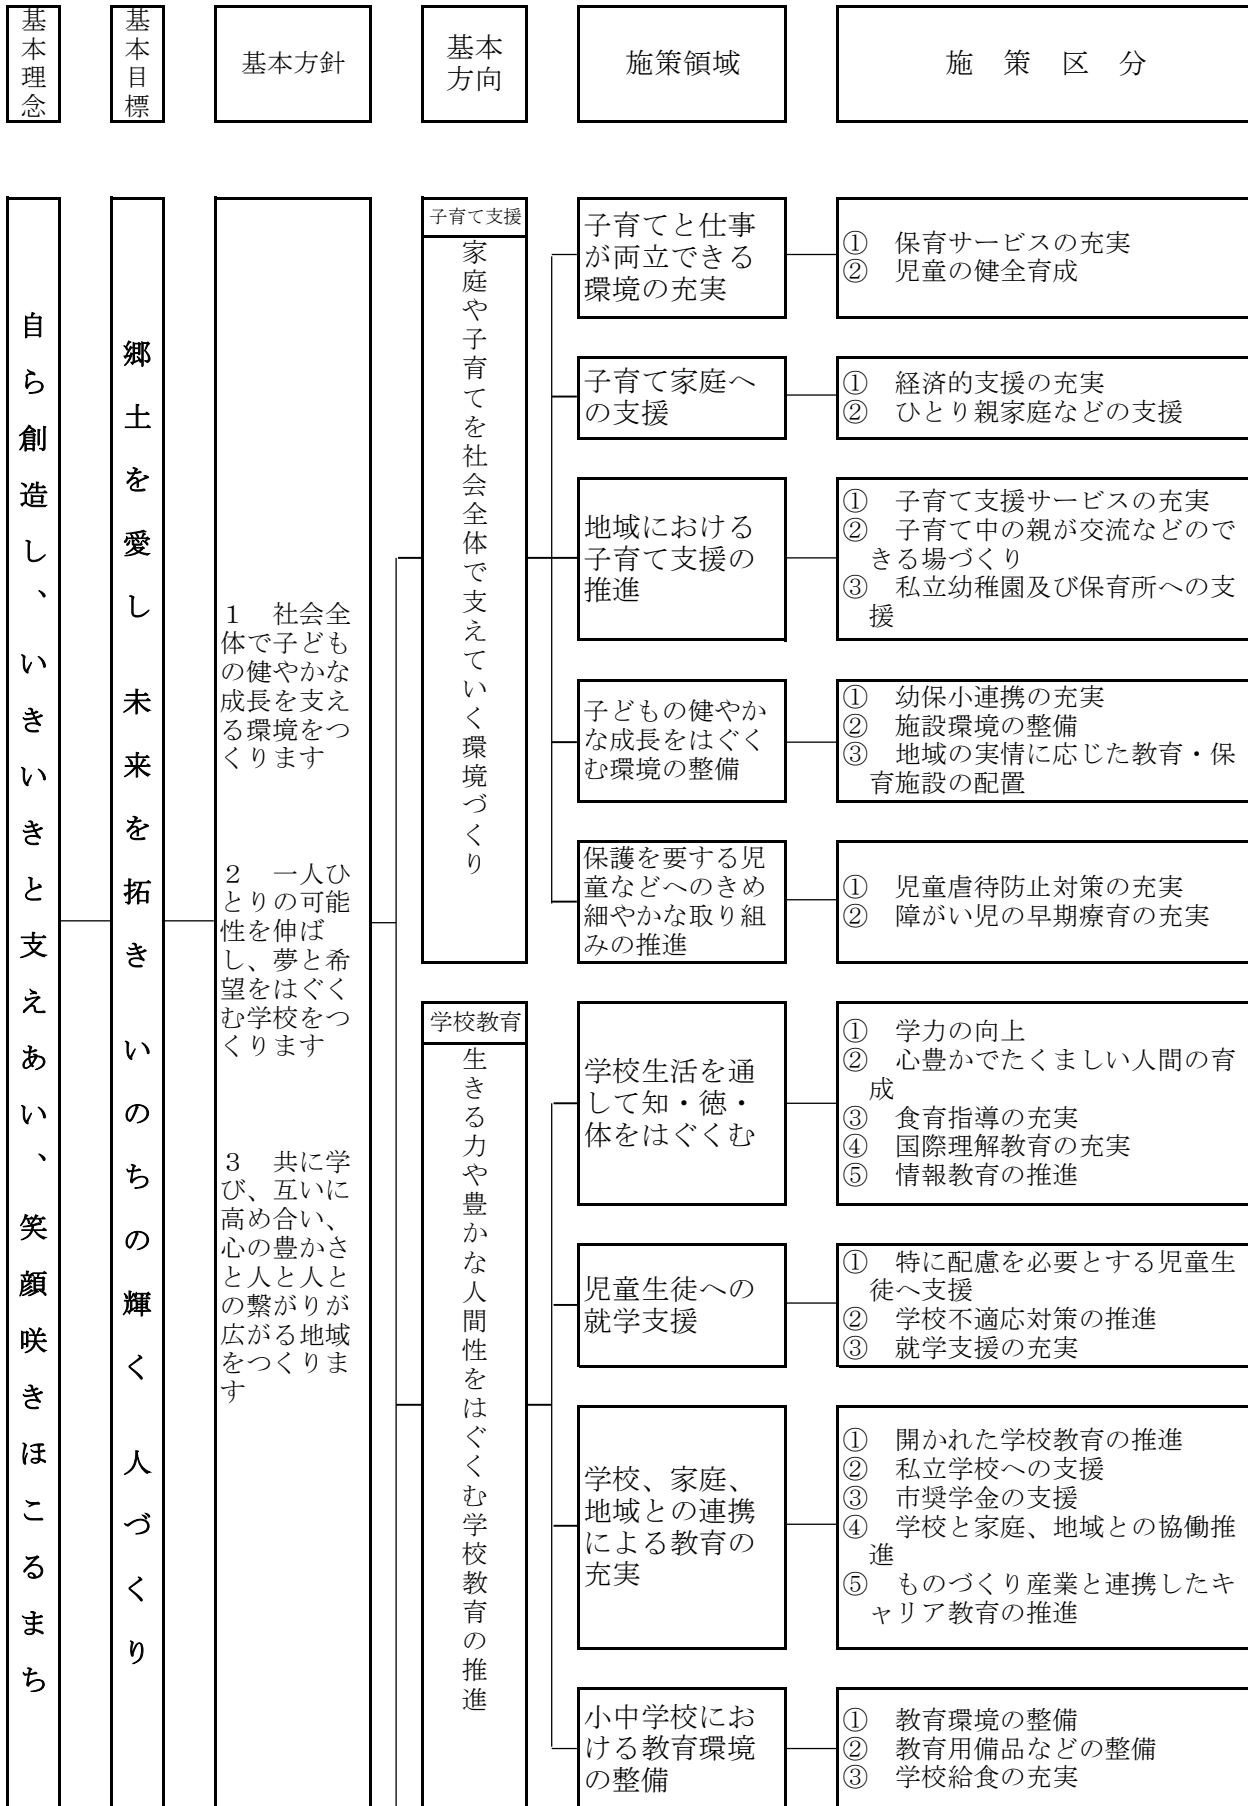 基本理念
基本目標
基本方針
基本
方向
施策領域
施　策　区　分
自ら創造し、いきいきと支えあい、笑顔咲きほこるまち
郷土を愛し　未来を拓き　いのちの輝く　人づくり
1　社会全
体で子ども
の健やかな
成長を支え
る環境をつ
くります
2　一人ひ
とりの可能
性を伸ば
し、夢と希
望をはぐく
む学校をつ
くります
3　共に学
び、互いに
高め合い、
心の豊かさ
と人と人と
の繋がりが
広がる地域
をつくりま
す
子育て支援
家庭や子育てを社会全体で支えていく環境づくり
子育てと仕事
が両立できる
環境の充実
①　保育サービスの充実
②　児童の健全育成
子育て家庭へ
の支援
①　経済的支援の充実
②　ひとり親家庭などの支援
地域における
子育て支援の
推進
①　子育て支援サービスの充実
②　子育て中の親が交流などので
きる場づくり
③　私立幼稚園及び保育所への支
援
子どもの健やか
な成長をはぐく
む環境の整備
①　幼保小連携の充実
②　施設環境の整備
③　地域の実情に応じた教育・保
育施設の配置
保護を要する児
童などへのきめ
細やかな取り組
みの推進
①　児童虐待防止対策の充実
②　障がい児の早期療育の充実
学校教育
生きる力や豊かな人間性をはぐくむ学校教育の推進
学校生活を通
して知・徳・
体をはぐくむ
①　学力の向上
②　心豊かでたくましい人間の育
成
③　食育指導の充実
④　国際理解教育の充実
⑤　情報教育の推進
児童生徒への
就学支援
①　特に配慮を必要とする児童生
徒へ支援
②　学校不適応対策の推進
③　就学支援の充実
学校、家庭、
地域との連携
による教育の
充実
①　開かれた学校教育の推進
②　私立学校への支援
③　市奨学金の支援
④　学校と家庭、地域との協働推
進
⑤　ものづくり産業と連携したキ
ャリア教育の推進
小中学校にお
ける教育環境
の整備
①　教育環境の整備
②　教育用備品などの整備
③　学校給食の充実